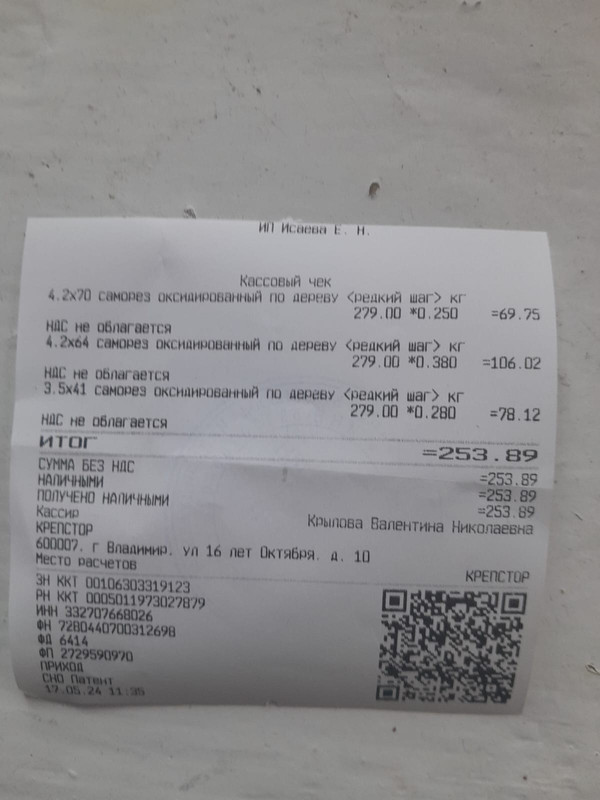 ИП Исаева Е. Н.
Кассовый чек
4.2х70 саморез оксидированный по дереву <редкий шаг> кг
279.00 *0.250 =69.75
НДС не облагается
4.2х64 саморез оксидированный по дереву <редкий шаг> кг
279.00 *0.380 =106.02
НДС не облагается
3.5х41 саморез оксидированный по дереву <редкий шаг> кг
279.00 *0.280 =78.12
НДС не облагается
ИТОГ =253.89
СУММА БЕЗ НДС =253.89
НАЛИЧНЫМИ =253.89
ПОЛУЧЕНО НАЛИЧНЫМИ =253.89
Кассир Крылова Валентина Николаевна
КРЕПСТОР
600007. г Владимир. ул 16 лет Октября. д. 10
Место расчетов КРЕПСТОР
ЗН ККТ 00106303319123
РН ККТ 0005011973027879
ИНН 332707668026
ФН 7280440700312698
ФД 6414
ФП 2729590970
ПРИХОД
СНО Патент
17.05.24 11:35